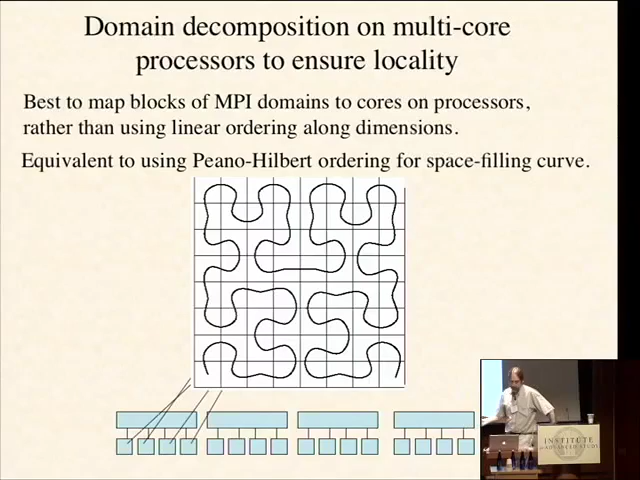 Domain decomposition on multi-core
processors to ensure locality
Best to map blocks of MPI domains to cores on processors,
rather than using linear ordering along dimensions.
Equivalent to using Peano-Hilbert ordering for space-filling curve.
INSTITUTE
ADVANCED STUDY